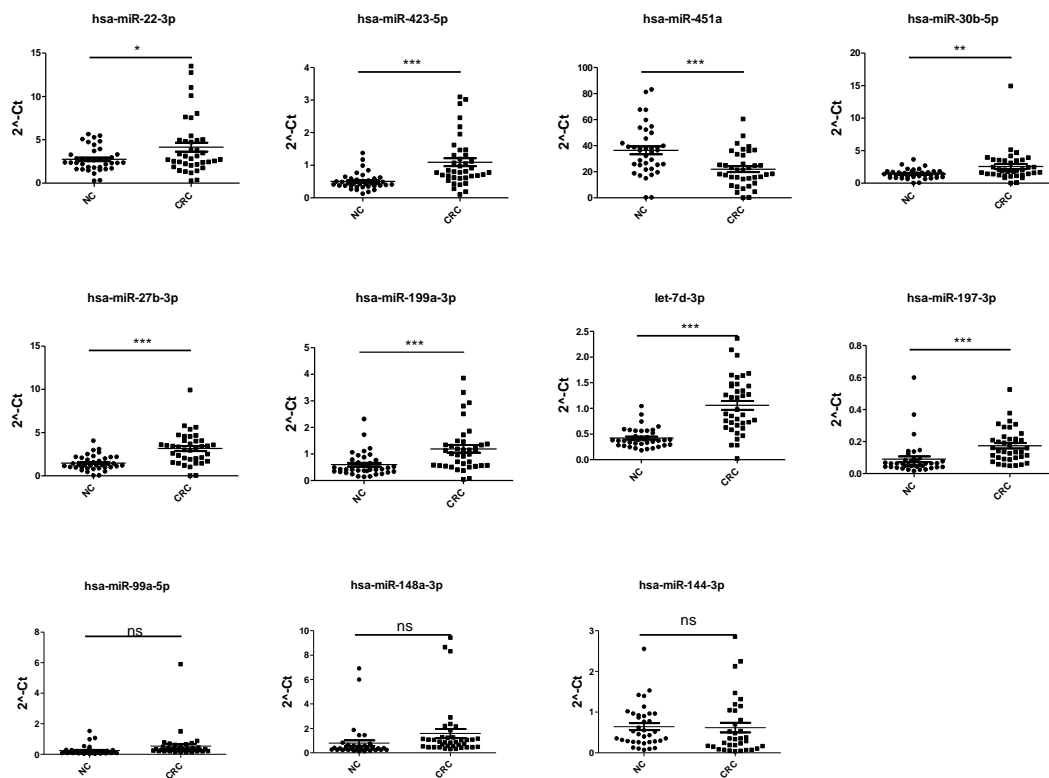 hsa-miR-22-3p
*
15
10
5
0
2^-Ct
NC
CRC
hsa-miR-423-5p
***
4
3
2
1
0
2^-Ct
NC
CRC
hsa-miR-451a
***
100
80
60
40
20
0
2^-Ct
NC
CRC
hsa-miR-30b-5p
**
20
15
10
5
0
2^-Ct
NC
CRC
hsa-miR-27b-3p
***
15
10
5
0
2^-Ct
NC
CRC
hsa-miR-199a-3p
***
5
4
3
2
1
0
2^-Ct
NC
CRC
let-7d-3p
***
2.5
2.0
1.5
1.0
0.5
0.0
2^-Ct
NC
CRC
hsa-miR-197-3p
***
0.8
0.6
0.4
0.2
0.0
2^-Ct
NC
CRC
hsa-miR-99a-5p
ns
8
6
4
2
0
2^-Ct
NC
CRC
hsa-miR-148a-3p
ns
10
8
6
4
2
0
2^-Ct
NC
CRC
hsa-miR-144-3p
ns
3
2
1
0
2^-Ct
NC
CRC